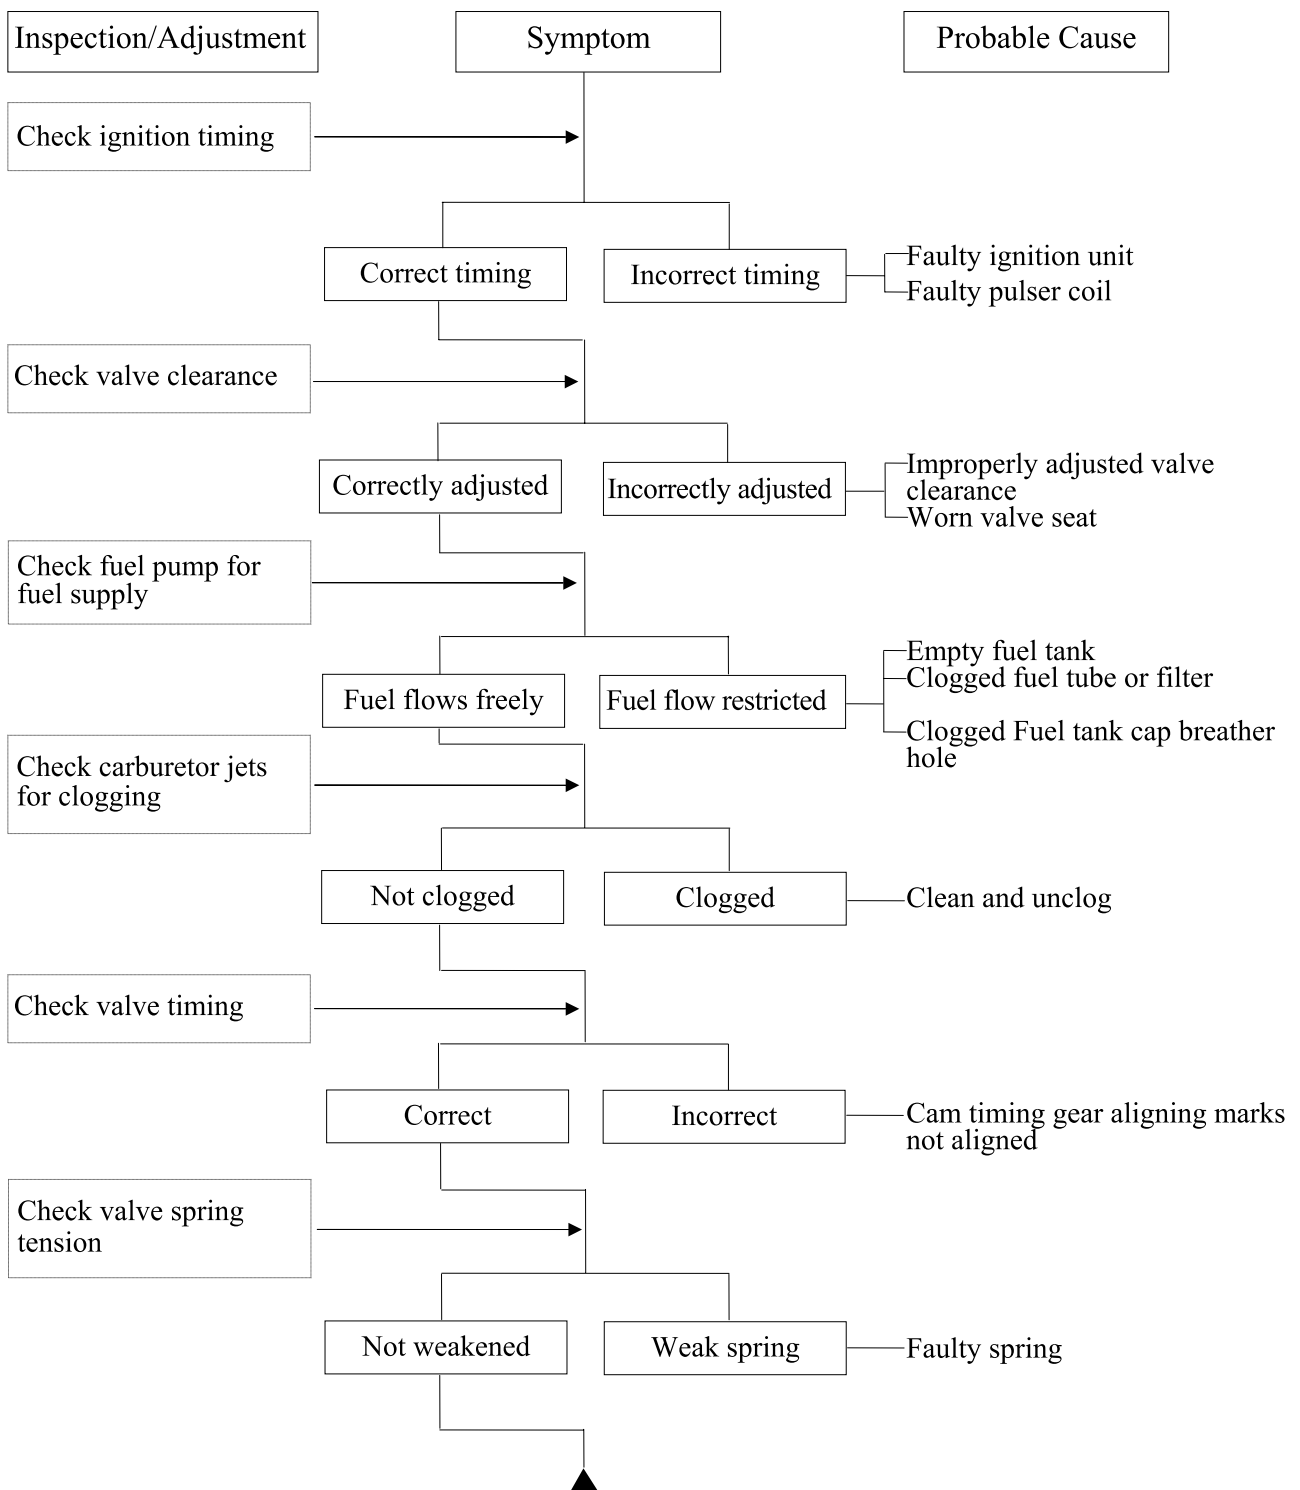 Inspection/Adjustment
Symptom
Probable Cause
Check ignition timing
Correct timing
Incorrect timing
Faulty ignition unit
Faulty pulser coil
Check valve clearance
Correctly adjusted
Incorrectly adjusted
Improperly adjusted valve
clearance
Worn valve seat
Check fuel pump for
fuel supply
Fuel flows freely
Fuel flow restricted
Empty fuel tank
Clogged fuel tube or filter
Clogged Fuel tank cap breather
hole
Check carburetor jets
for clogging
Not clogged
Clogged
Clean and unclog
Check valve timing
Correct
Incorrect
Cam timing gear aligning marks
not aligned
Check valve spring
tension
Not weakened
Weak spring
Faulty spring